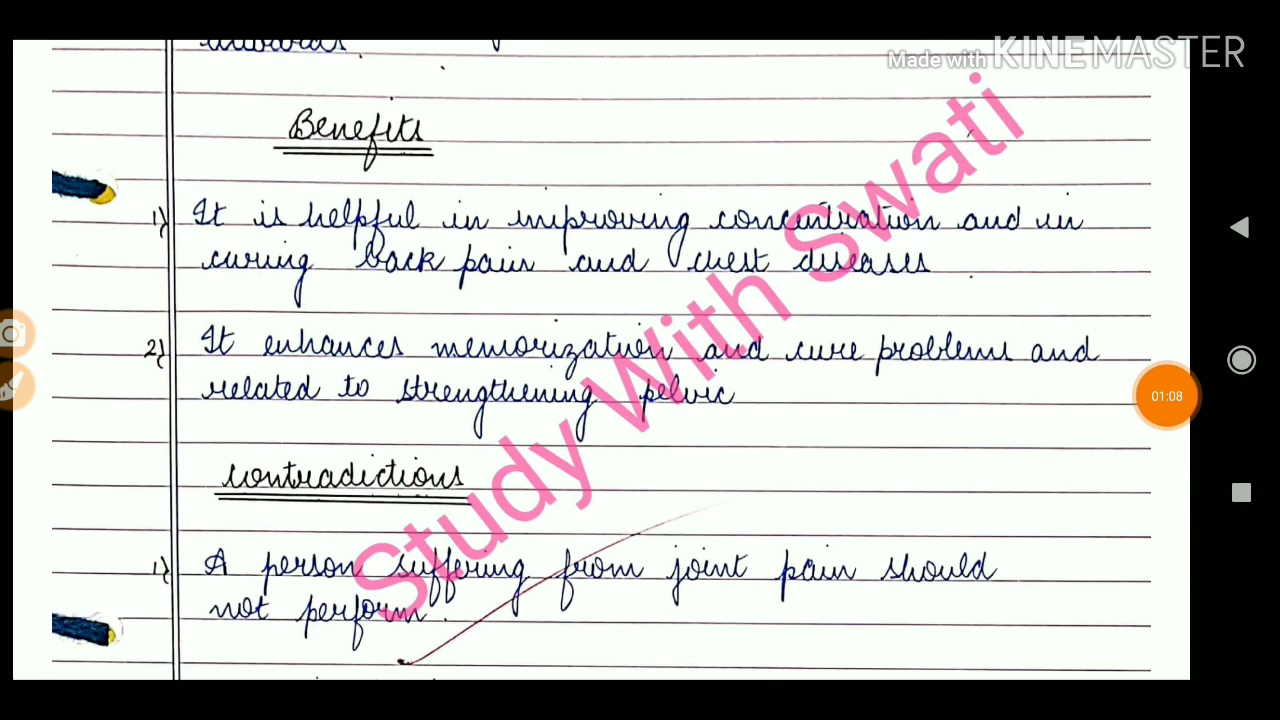 inwards.
Made with KINEMASTER
Benefits
1) It is helpful in improving concentration and in
curing back pain and chest diseases
2) It enhances memorization and cure problems and
related to strengthening pelvic
01:08
contradictions
1) A person suffering from joint pain should
not perform.
Study With Swati